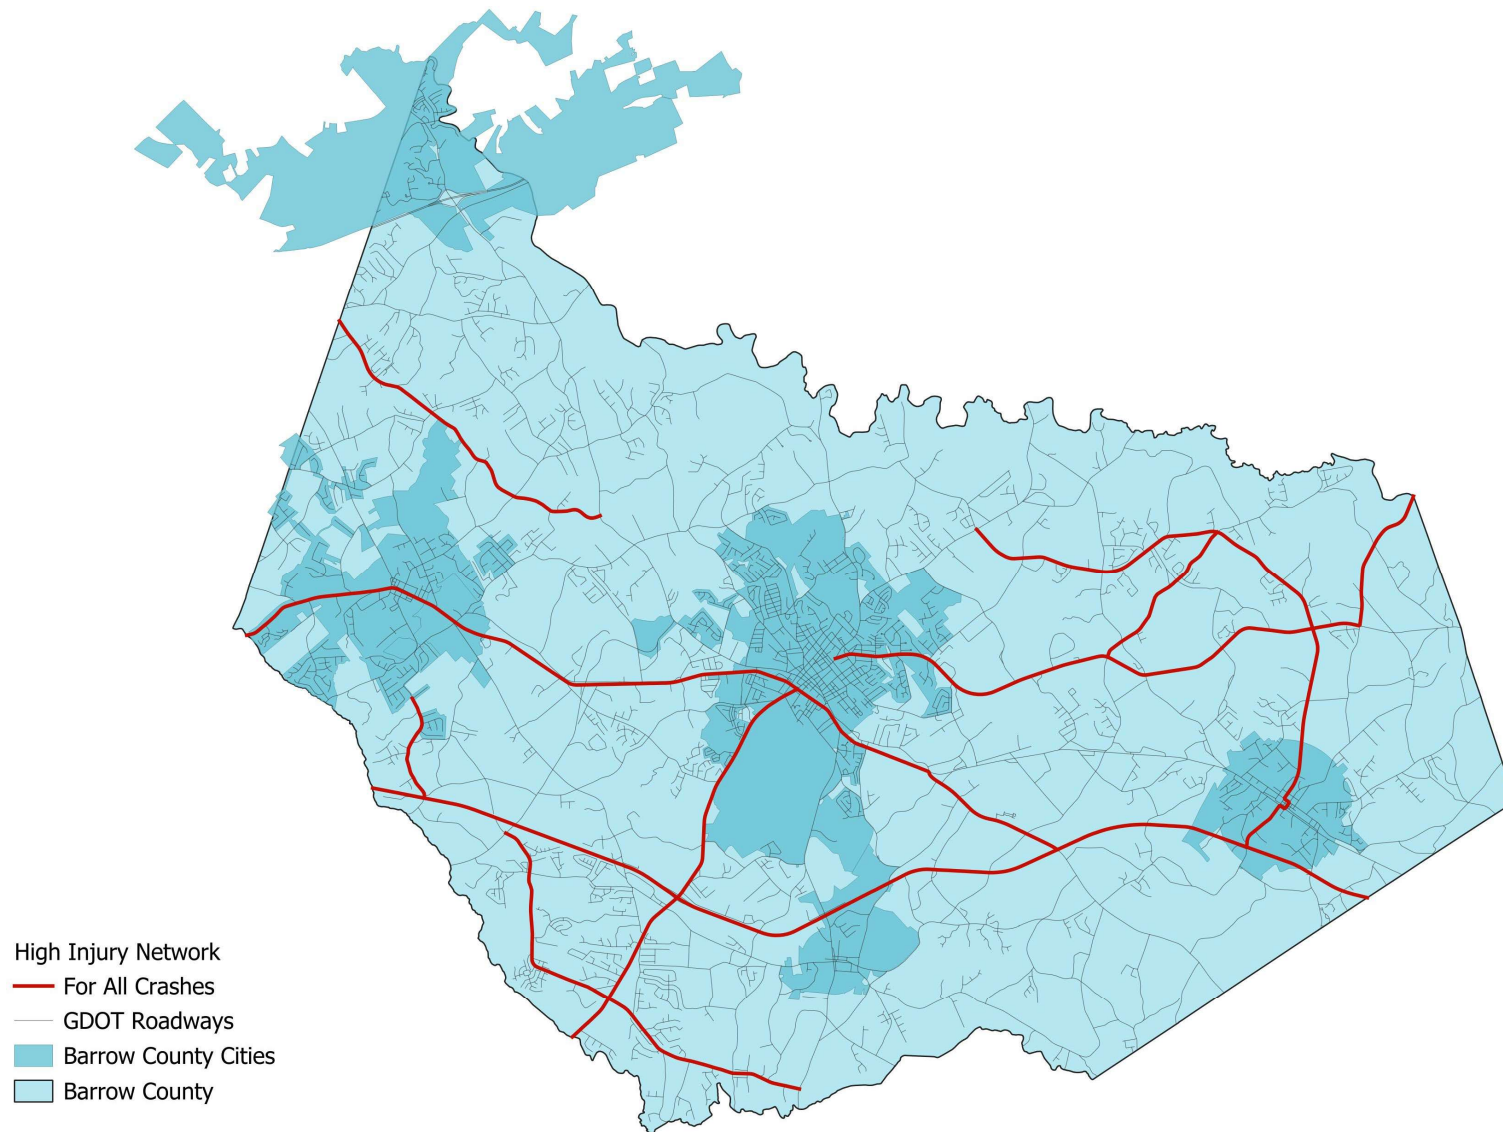 High Injury Network
For All Crashes
GDOT Roadways
Barrow County Cities
Barrow County